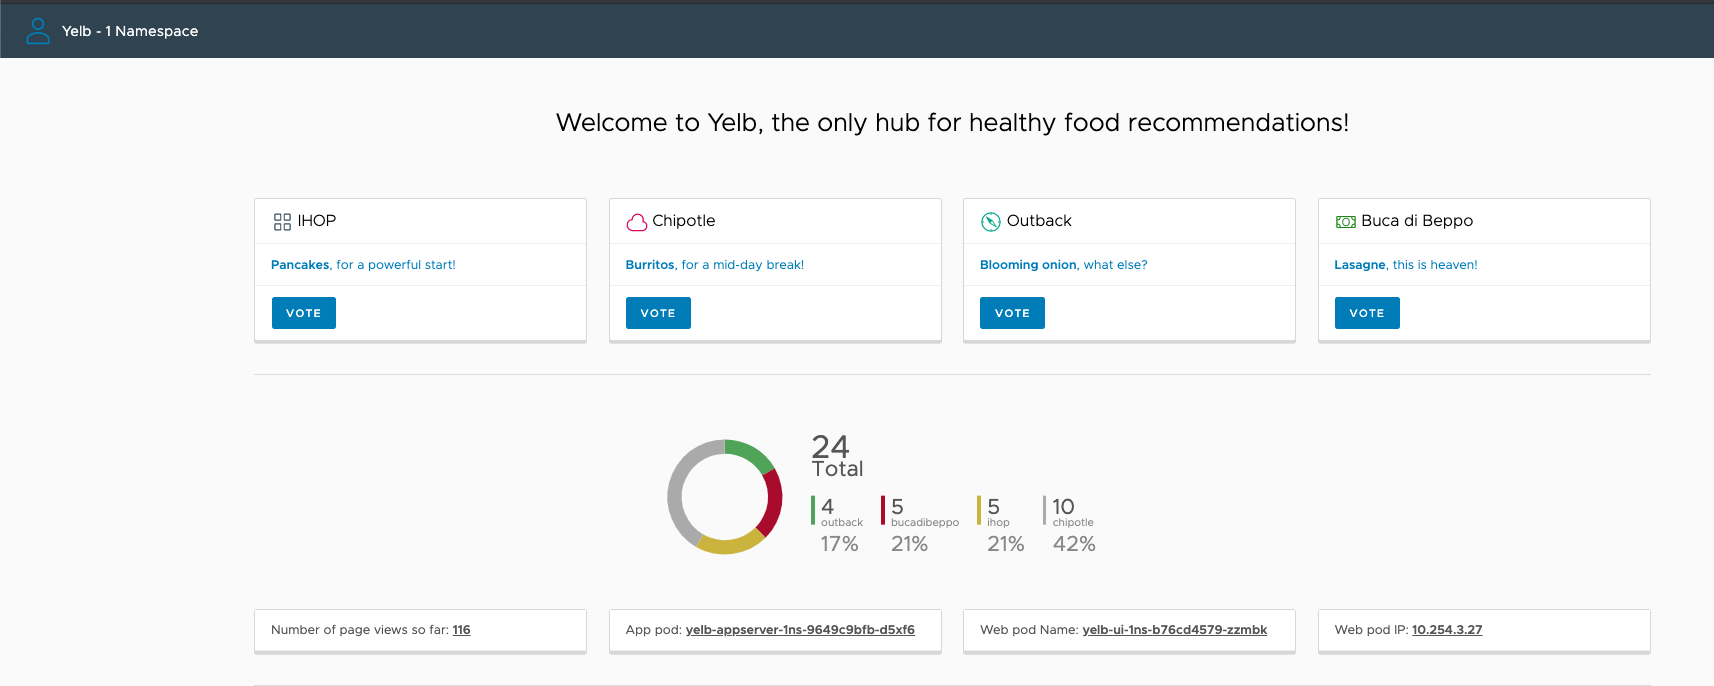 Yelb - 1 Namespace
Welcome to Yelb, the only hub for healthy food recommendations!
IHOP
Pancakes, for a powerful start!
VOTE
Chipotle
Burritos, for a mid-day break!
VOTE
Outback
Blooming onion, what else?
VOTE
Buca di Beppo
Lasagne, this is heaven!
VOTE
24
Total
4
outback
17%
5
bucadibeppo
21%
5
ihop
21%
10
chipotle
42%
Number of page views so far: 116
App pod: yelb-appserver-1ns-9649c9bfb-d5xf6
Web pod Name: yelb-ui-1ns-b76cd4579-zzmbk
Web pod IP: 10.254.3.27